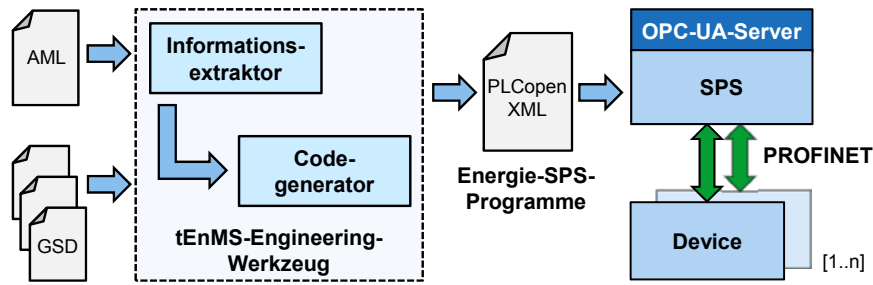 AML
GSD
Informations-
extraktor
Code-
generator
tEnMS-Engineering-
Werkzeug
PLCopen
XML
Energie-SPS-
Programme
OPC-UA-Server
SPS
PROFINET
Device
[1..n]